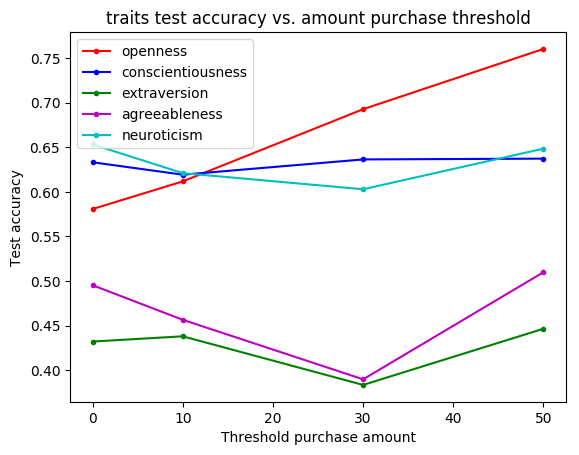 traits test accuracy vs. amount purchase threshold
openness
conscientiousness
extraversion
agreeableness
neuroticism
0.75
0.70
0.65
0.60
0.55
0.50
0.45
0.40
Test accuracy
0 10 20 30 40 50
Threshold purchase amount